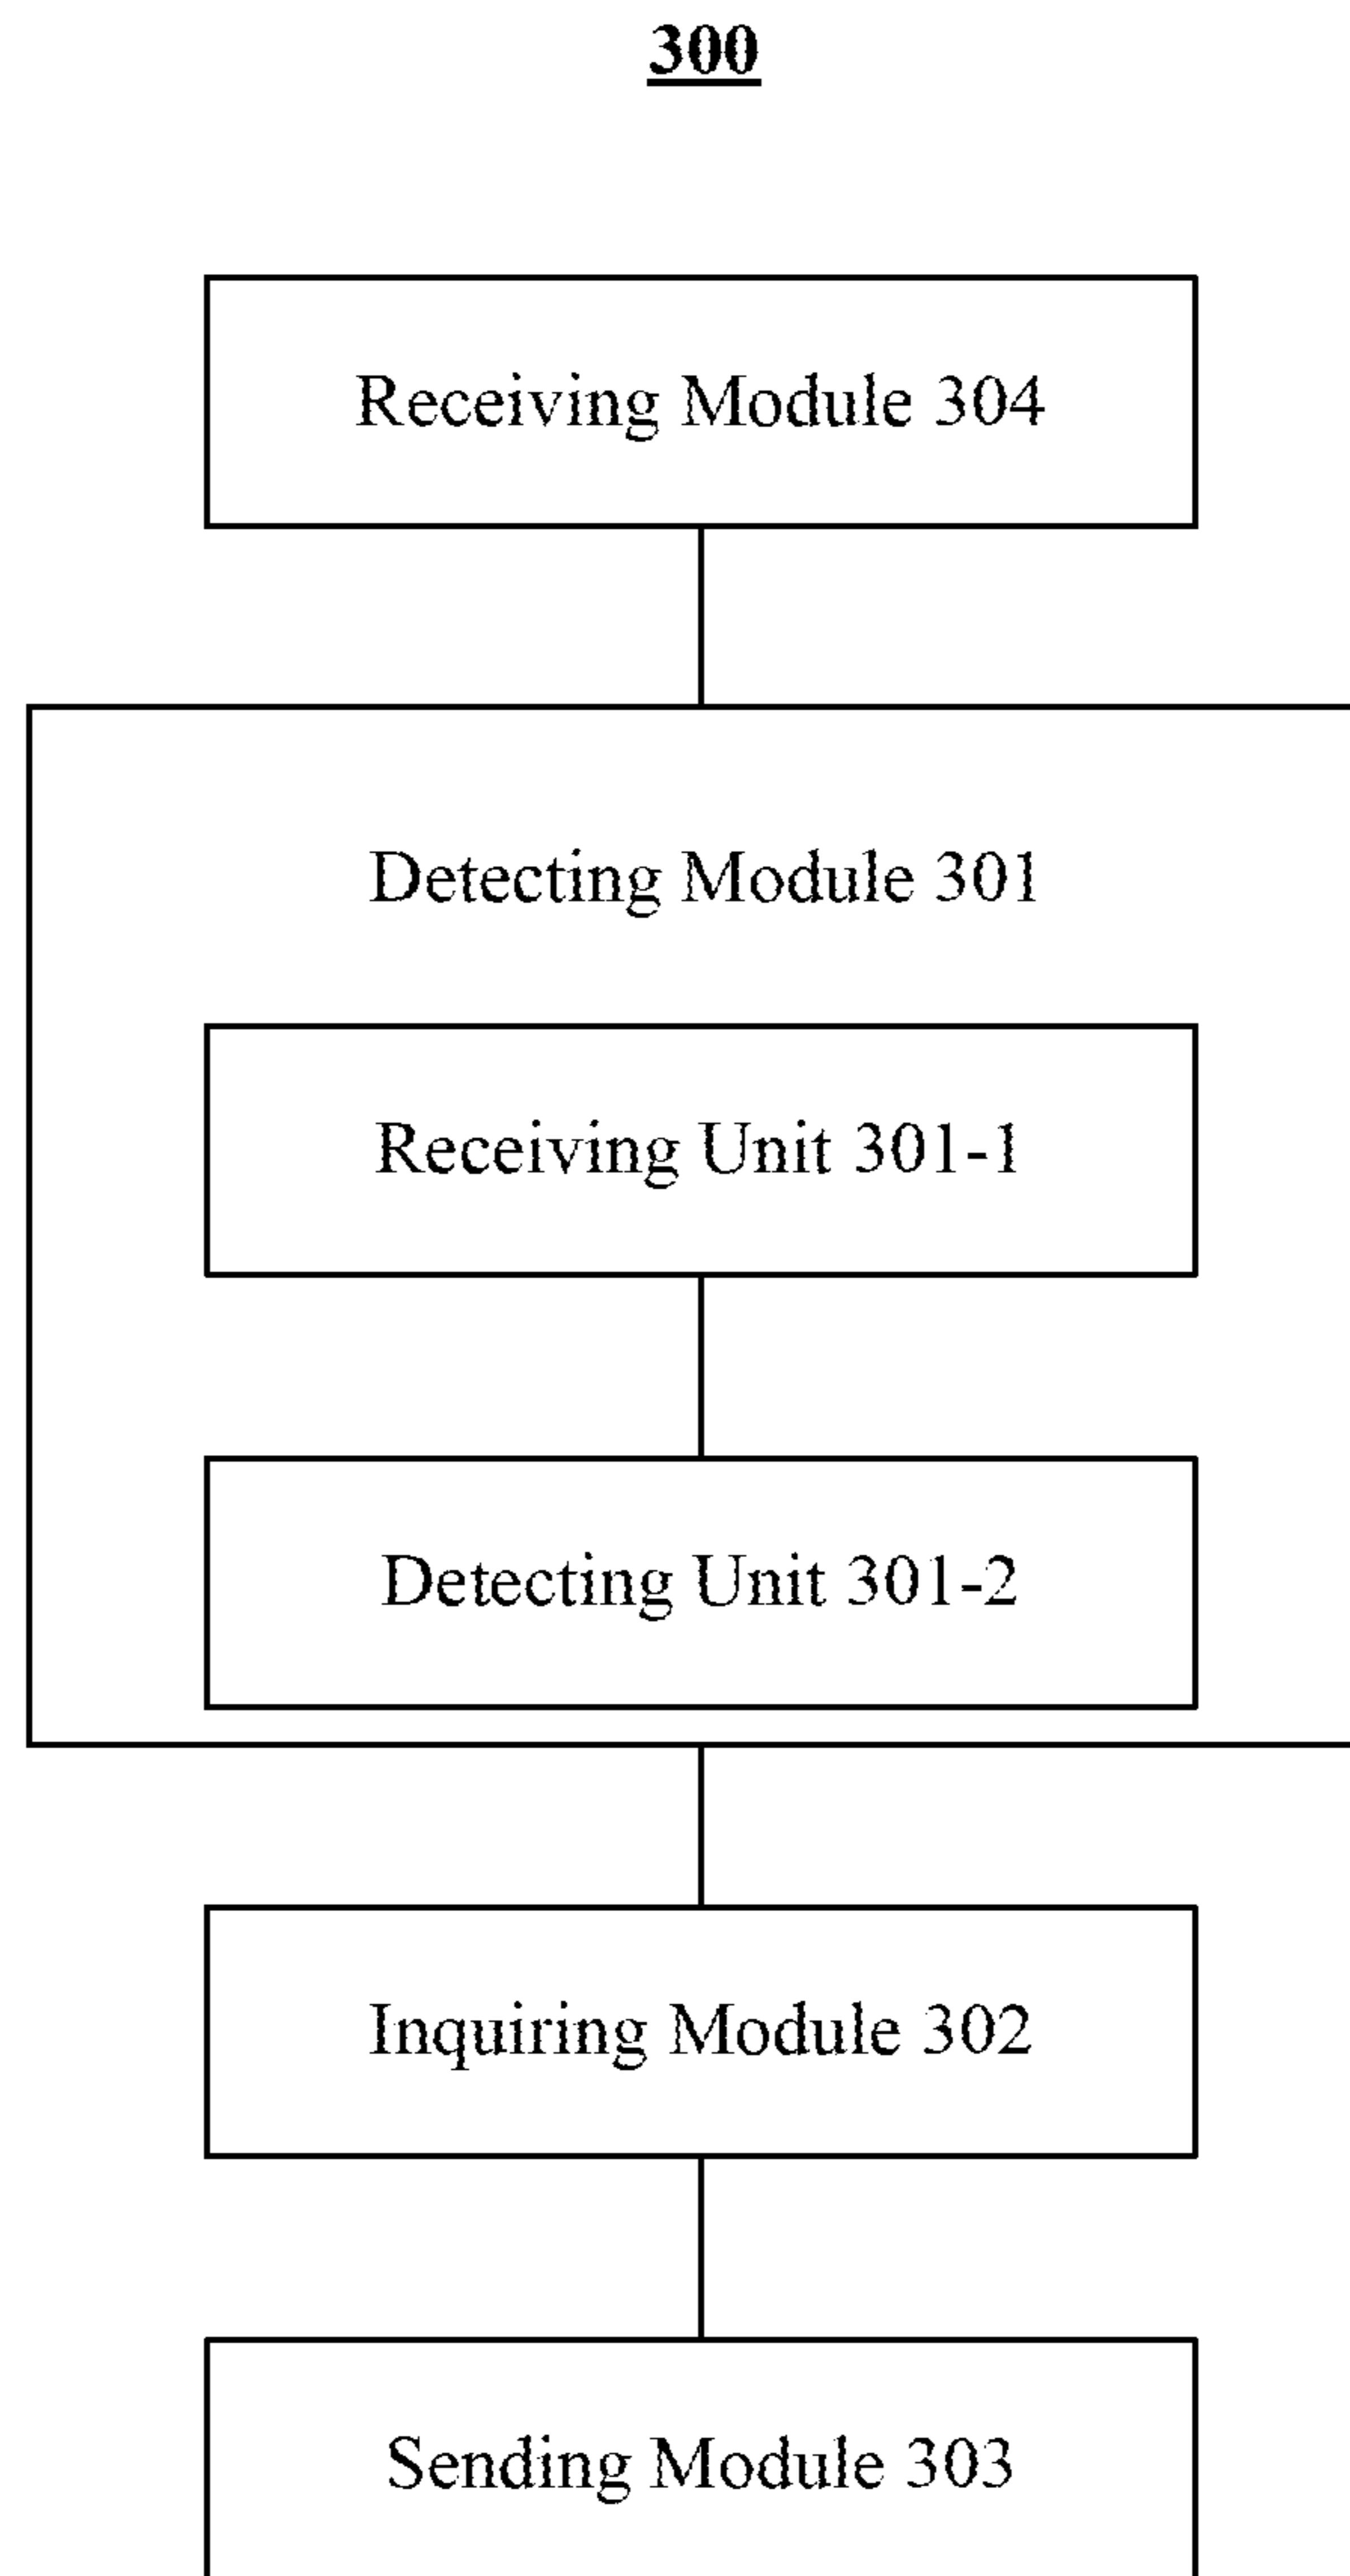 300
Receiving Module 304
Detecting Module 301
Receiving Unit 301-1
Detecting Unit 301-2
Inquiring Module 302
Sending Module 303